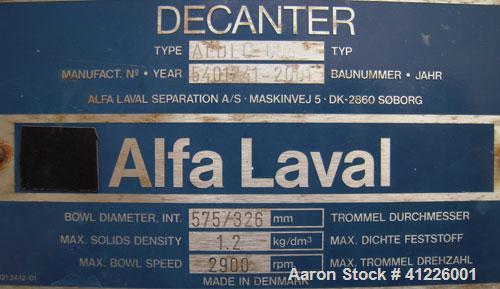 DECANTER
TYPE TYP
MANUFACT. Nº • YEAR 5401741-2001 BAUNUMMER • JAHR
ALFA LAVAL SEPARATION A/S • MASKINVEJ 5 • DK-2860 SØBORG
Alfa Laval
BOWL DIAMETER, INT. 575/326 mm TROMMEL DURCHMESSER
MAX. SOLIDS DENSITY 1.2 kg/dm³ MAX. DICHTE FESTSTOFF
MAX. BOWL SPEED 2900 rpm MAX. TROMMEL DREHZAHL
MADE IN DENMARK
Aaron Stock # 41226001